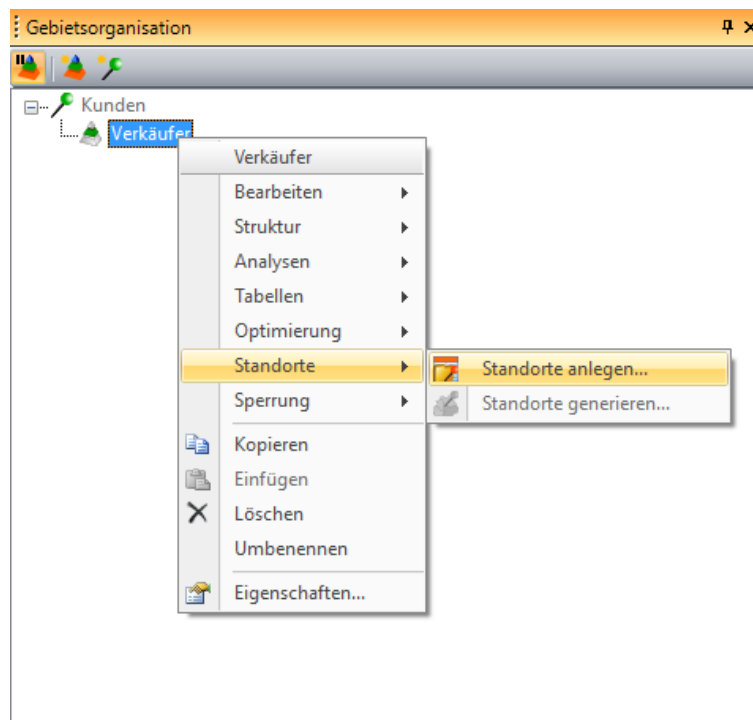 Gebietsorganisation
Kunden
Verkäufer
Verkäufer
Bearbeiten
Struktur
Analysen
Tabellen
Optimierung
Standorte
Standorte anlegen...
Sperrung
Standorte generieren...
Kopieren
Einfügen
Löschen
Umbenennen
Eigenschaften...